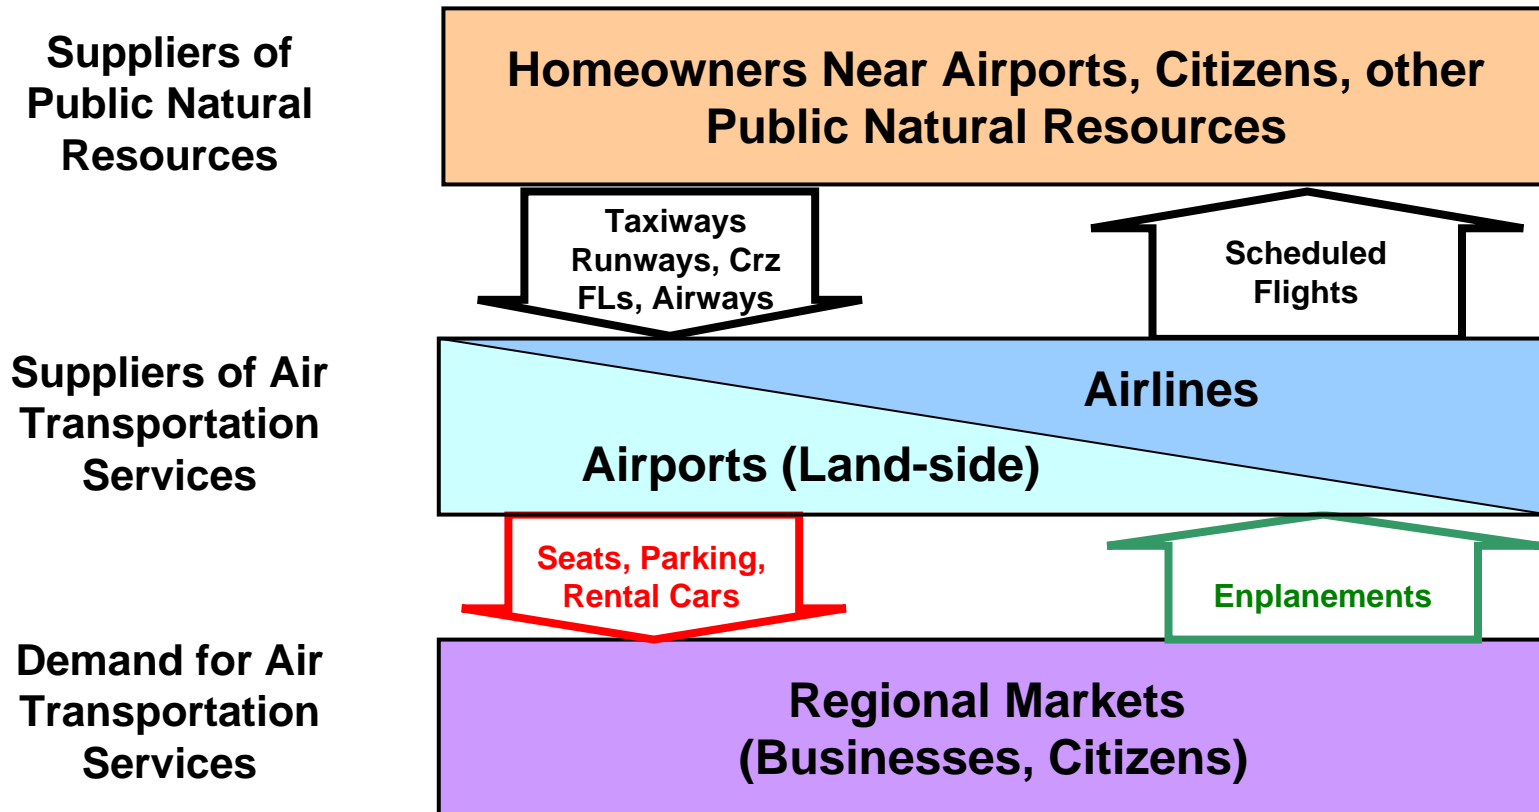 Suppliers of
Public Natural
Resources
Homeowners Near Airports, Citizens, other
Public Natural Resources
Taxiways
Runways, Crz
FLs, Airways
Scheduled
Flights
Suppliers of Air
Transportation
Services
Airlines
Airports (Land-side)
Seats, Parking,
Rental Cars
Enplanements
Demand for Air
Transportation
Services
Regional Markets
(Businesses, Citizens)